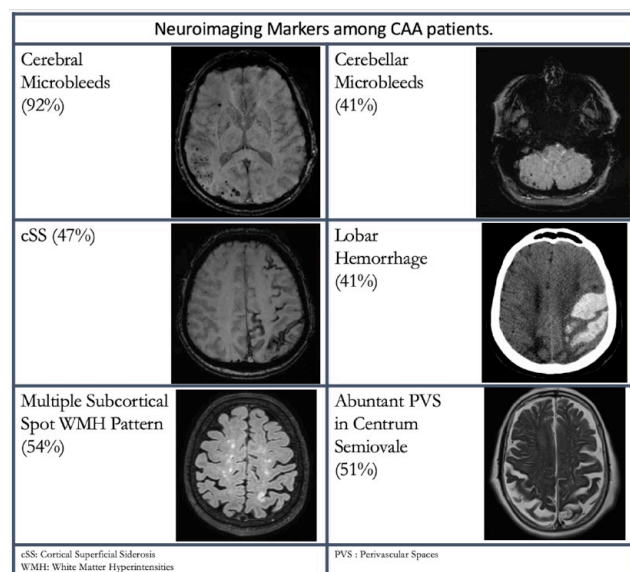 Neuroimaging Markers among CAA patients.
Cerebral
Microbleeds
(92%)
Cerebellar
Microbleeds
(41%)
cSS (47%)
Lobar
Hemorrhage
(41%)
Multiple Subcortical
Spot WMH Pattern
(54%)
Abuntant PVS
in Centrum
Semiovale
(51%)
cSS: Cortical Superficial Siderosis
WMH: White Matter Hyperintensities
PVS : Perivascular Spaces